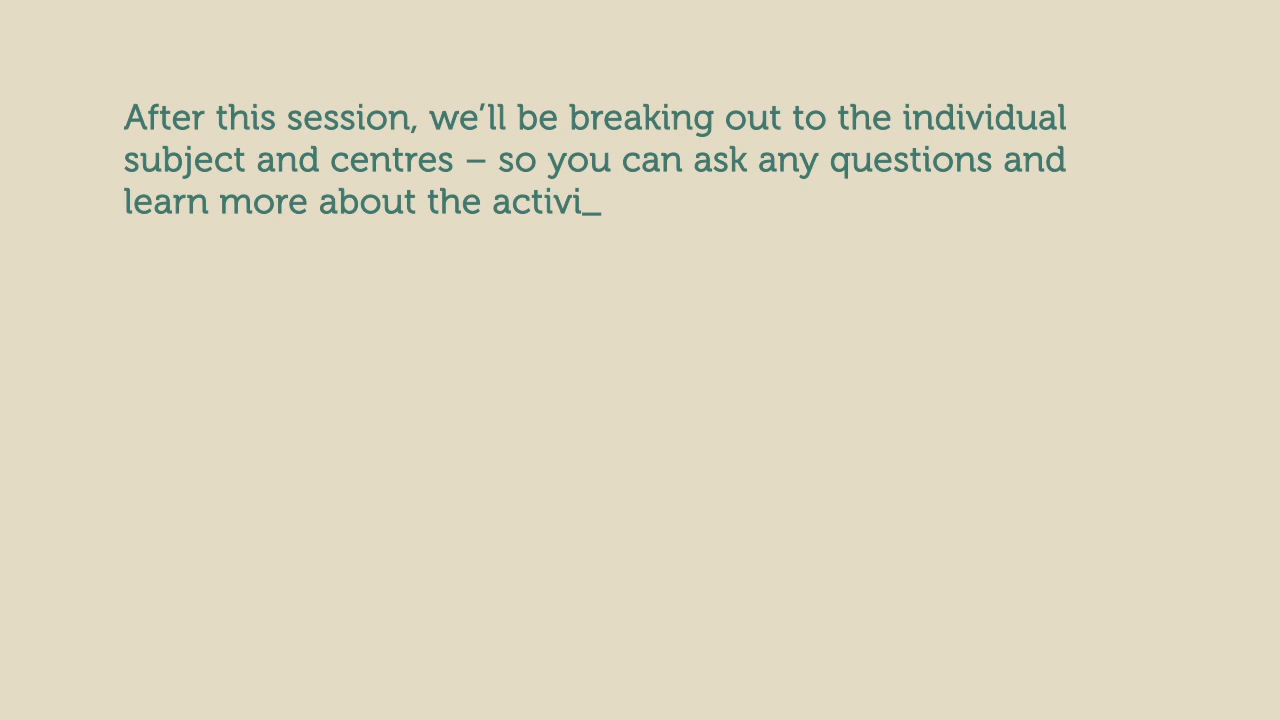 After this session, we’ll be breaking out to the individual
subject and centres – so you can ask any questions and
learn more about the activi_